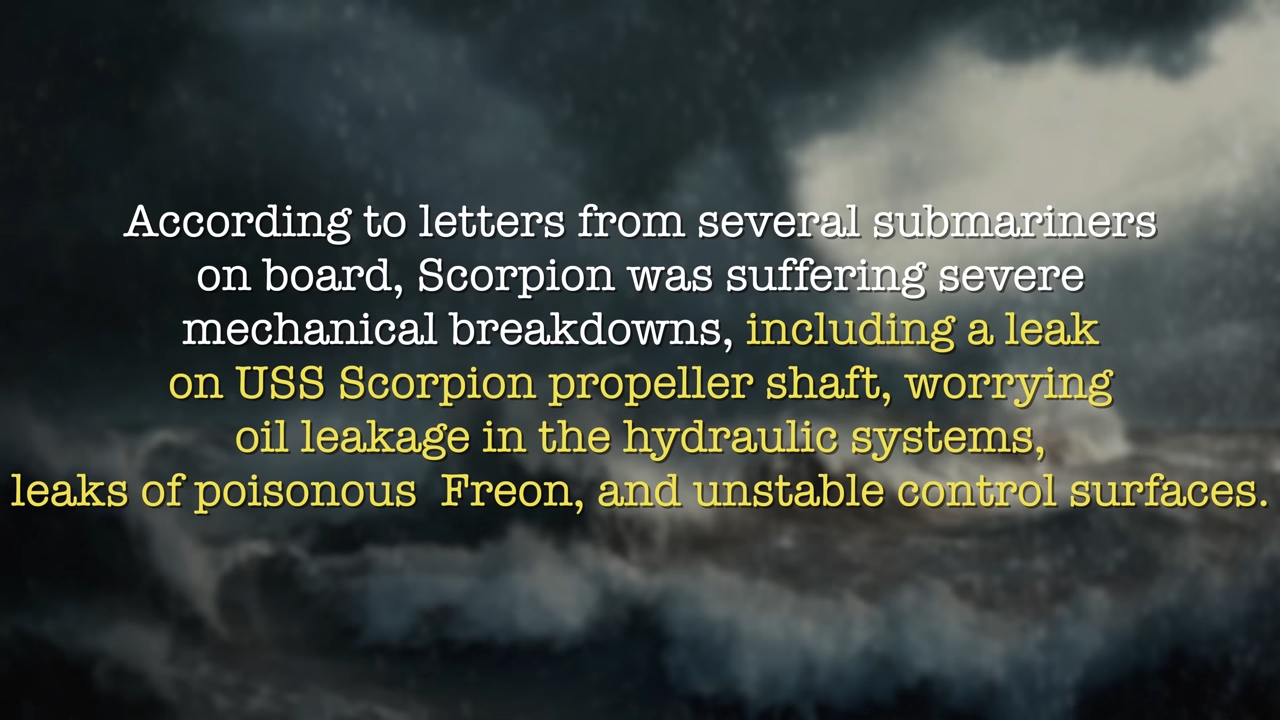 According to letters from several submariners
on board, Scorpion was suffering severe
mechanical breakdowns, including a leak
on USS Scorpion propeller shaft, worrying
oil leakage in the hydraulic systems,
leaks of poisonous  Freon, and unstable control surfaces.